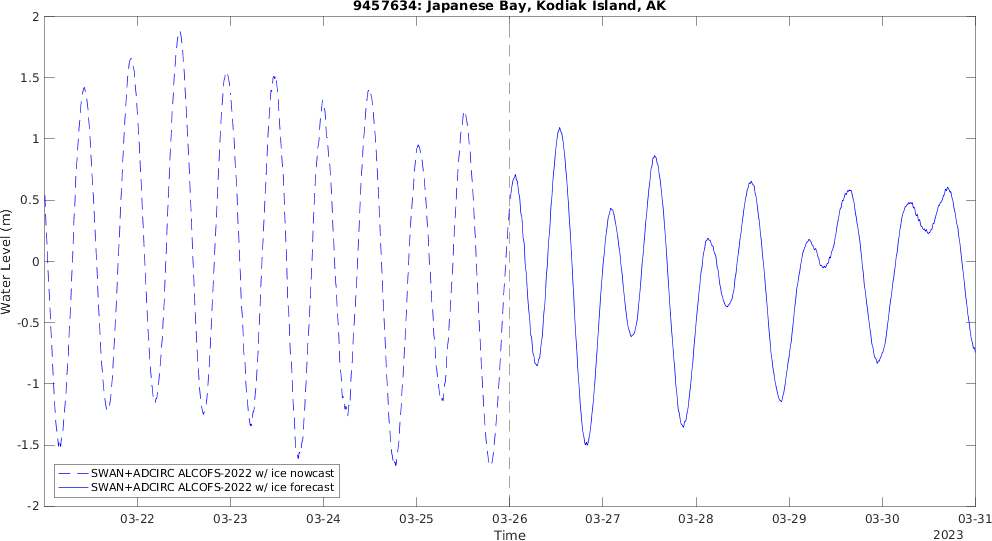 9457634: Japanese Bay, Kodiak Island, AK
2
1.5
1
0.5
0
-0.5
-1
-1.5
-2
Water Level (m)
SWAN+ADCIRC ALCOFS-2022 w/ ice nowcast
SWAN+ADCIRC ALCOFS-2022 w/ ice forecast
03-22 03-23 03-24 03-25 03-26 03-27 03-28 03-29 03-30 03-31
Time
2023